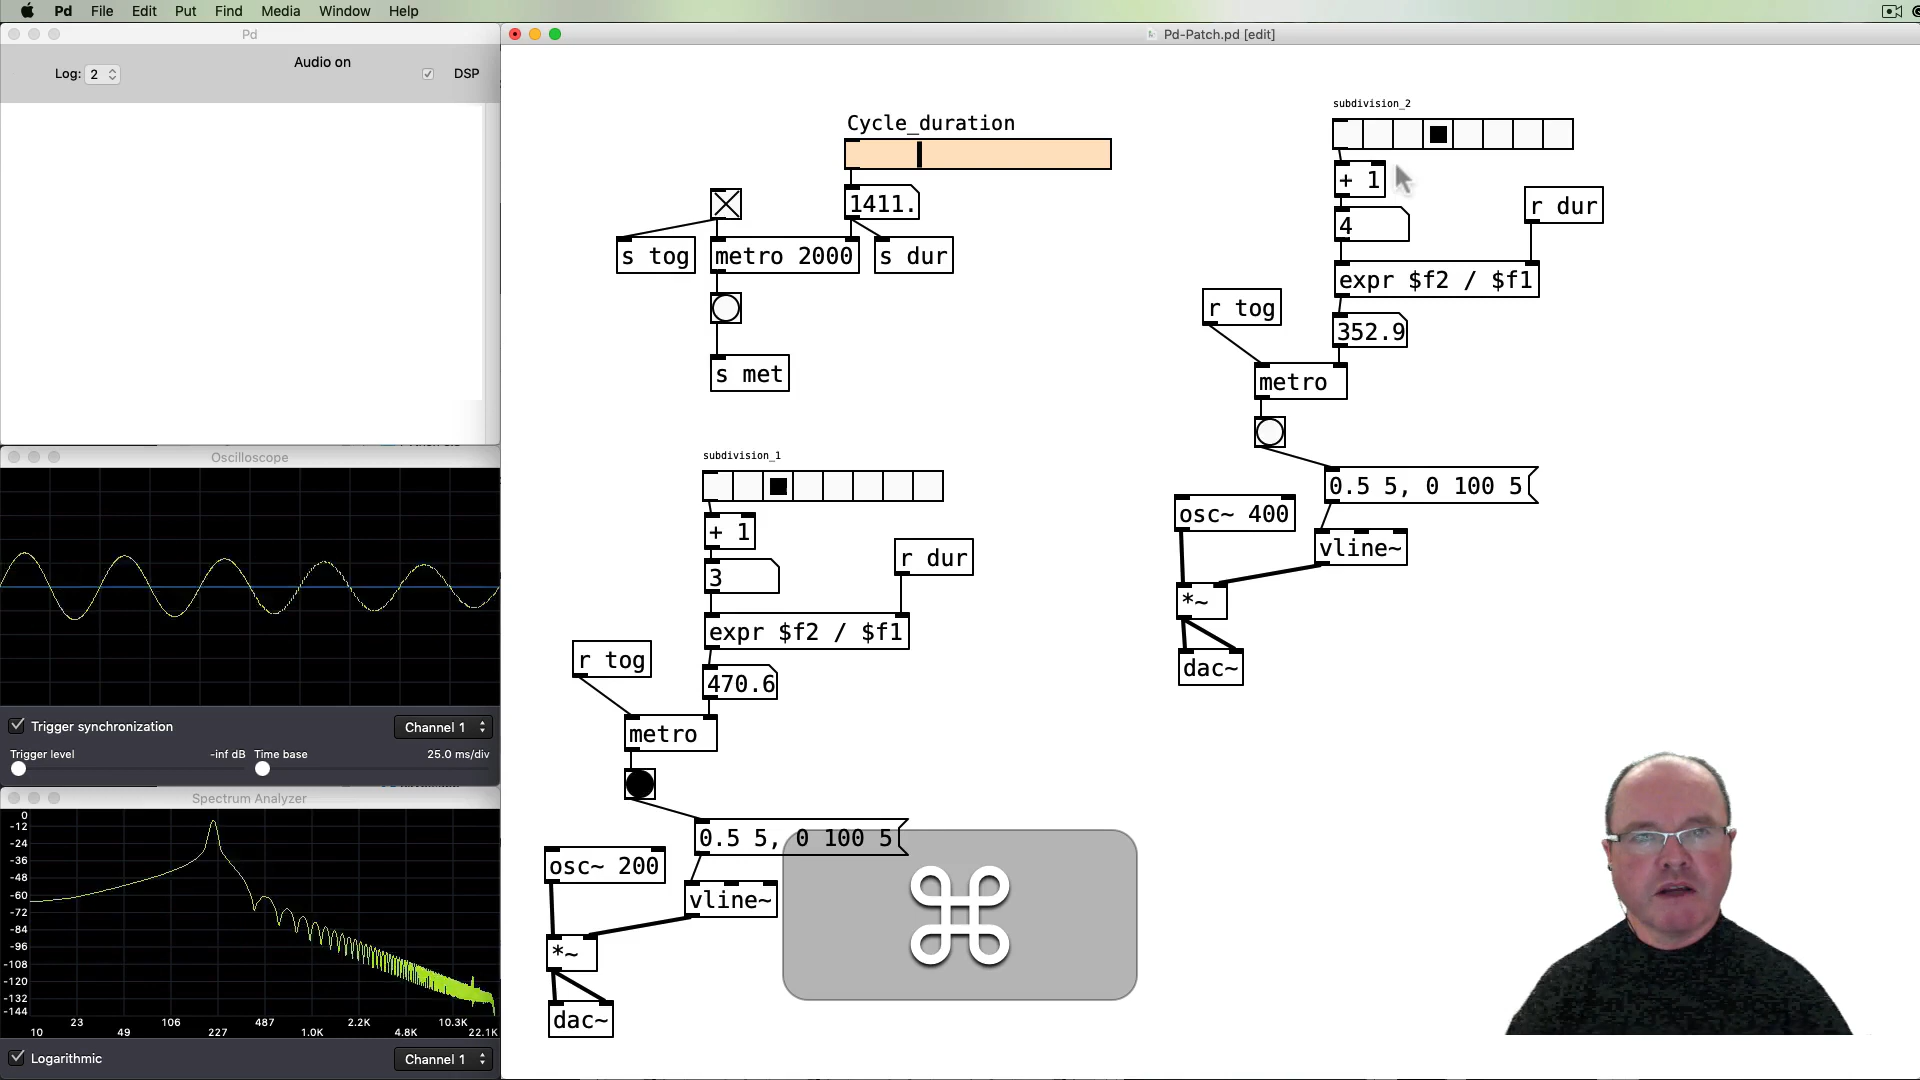 Pd File Edit Put Find Media Window Help
Pd
Audio on
Log: 2
DSP
Pd-Patch.pd [edit]
Cycle_duration
1411.
s tog
metro 2000
s dur
s met
subdivision_2
+ 1
4
r dur
expr $f2 / $f1
r tog
352.9
metro
0.5 5, 0 100 5
osc~ 400
vline~
*~
dac~
subdivision_1
+ 1
3
r dur
expr $f2 / $f1
r tog
470.6
metro
0.5 5, 0 100 5
osc~ 200
vline~
*~
dac~
Oscilloscope
Trigger synchronization
Channel 1
Trigger level
-inf dB
Time base
25.0 ms/div
Spectrum Analyzer
0
-12
-24
-36
-48
-60
-72
-84
-96
-108
-120
-132
-144
23 106 487 2.2K 10.3K
10 49 227 1.0K 4.8K 22.1K
Logarithmic
Channel 1